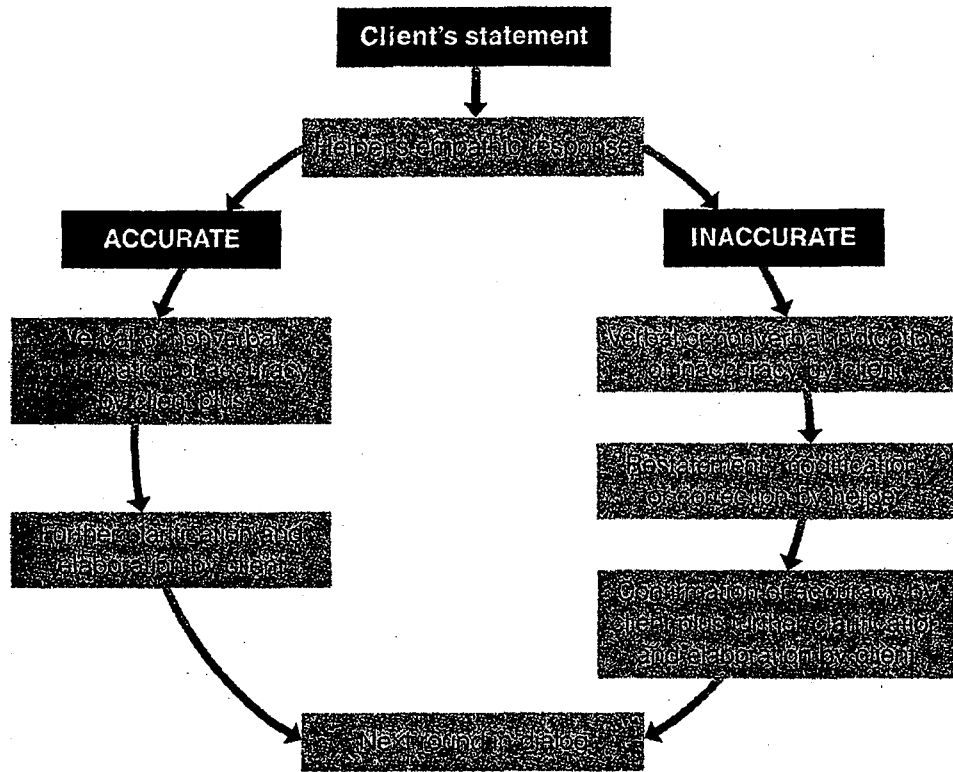 Client's statement
Helper's empathic response
ACCURATE
INACCURATE
Verbal or nonverbal
confirmation of accuracy
by client plus
Verbal or nonverbal indication
of inaccuracy by client
Restatement, modification,
or correction by helper
Further clarification and
elaboration by client
Confirmation of accuracy by
client plus further clarification
and elaboration by client
Next round in dialog